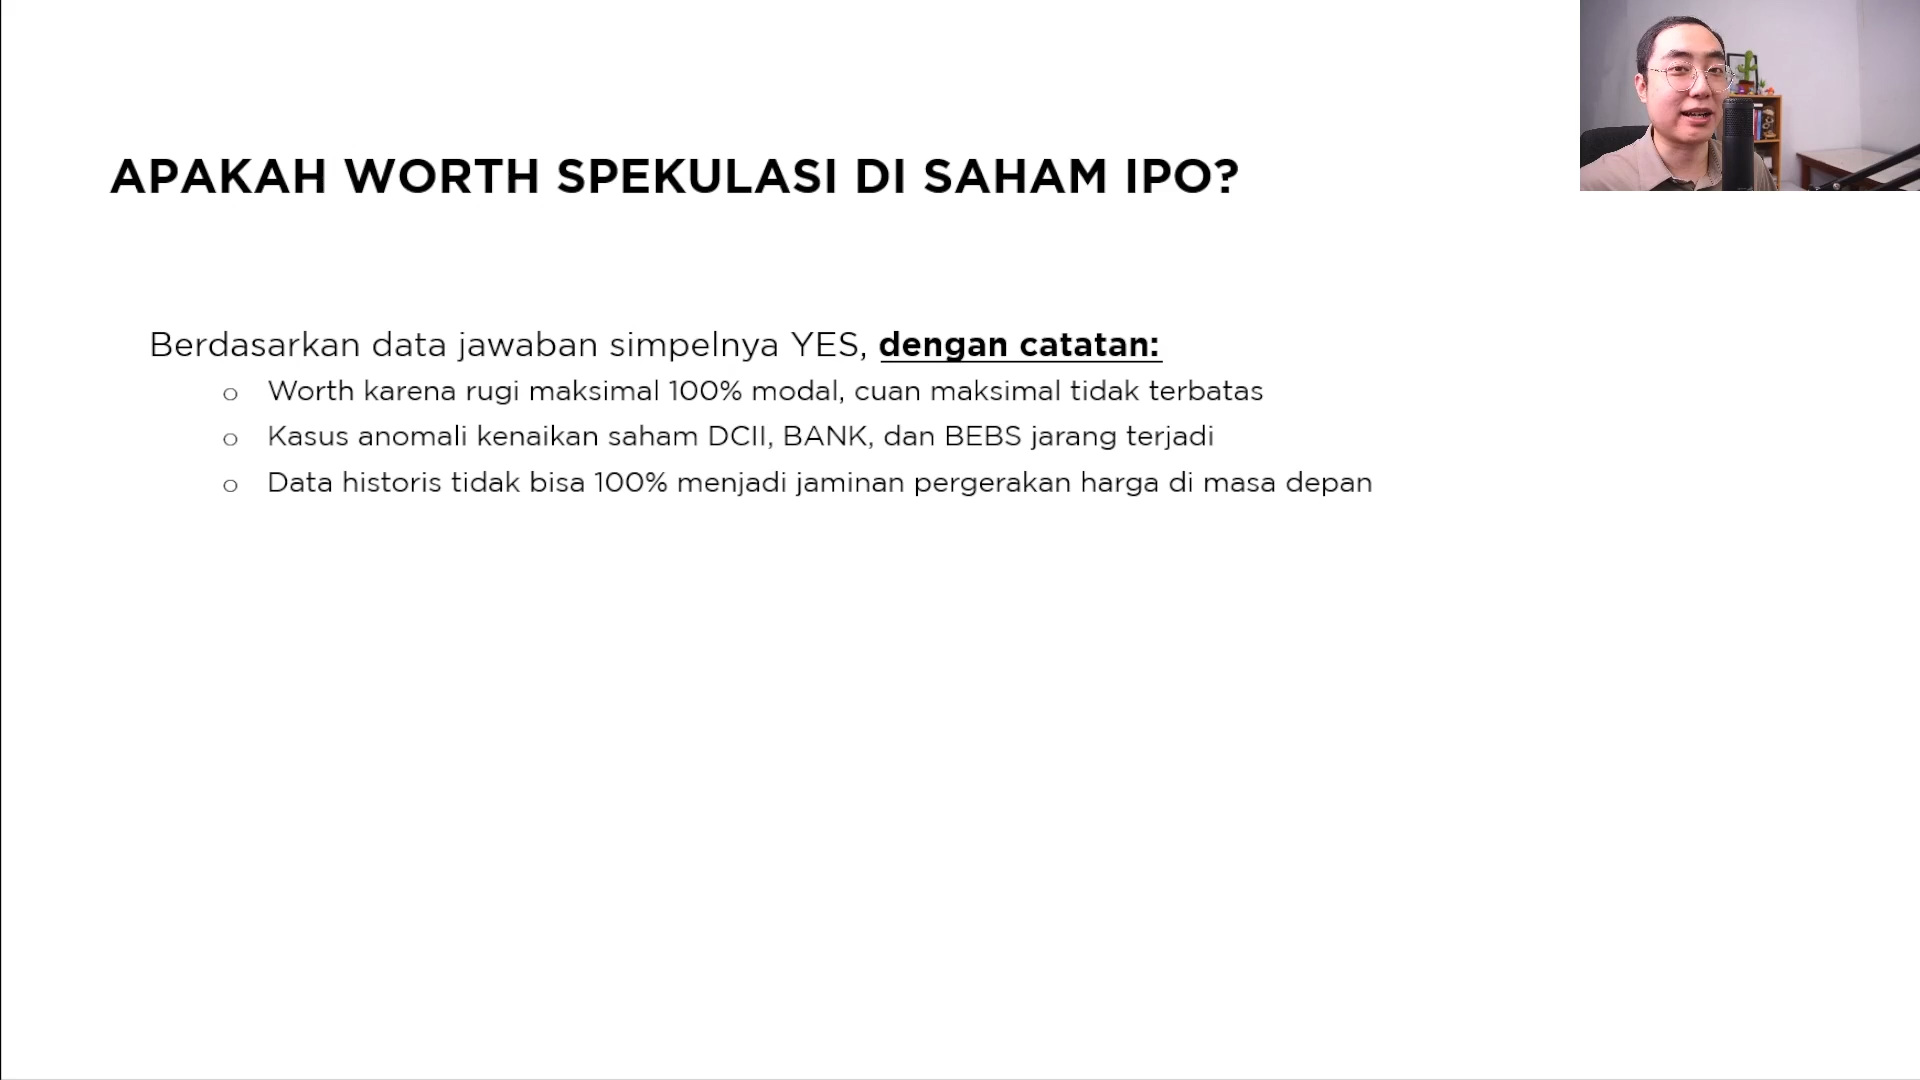 APAKAH WORTH SPEKULASI DI SAHAM IPO?
Berdasarkan data jawaban simpelnya YES, dengan catatan:
o Worth karena rugi maksimal 100% modal, cuan maksimal tidak terbatas
o Kasus anomali kenaikan saham DCII, BANK, dan BEBS jarang terjadi
o Data historis tidak bisa 100% menjadi jaminan pergerakan harga di masa depan